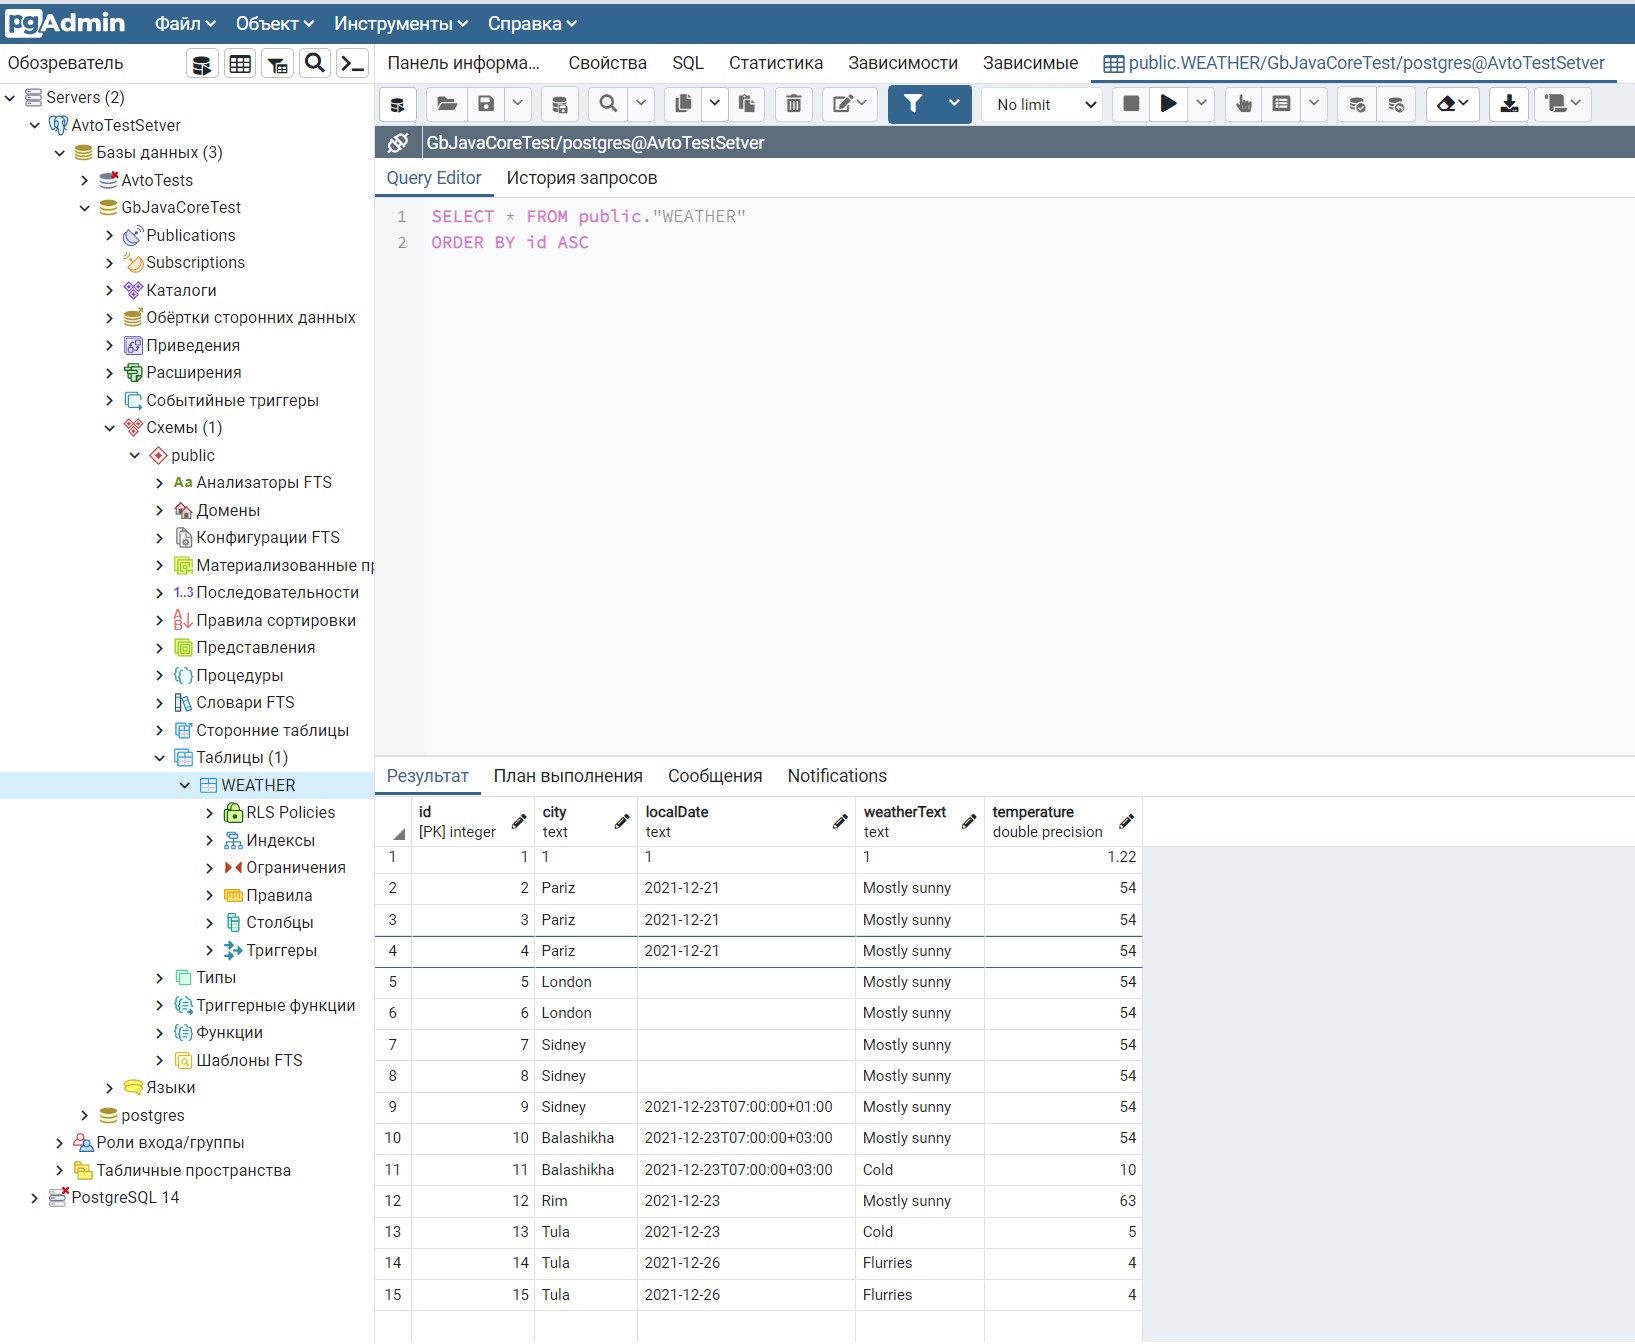 pgAdmin Файл Объект Инструменты Справка
Обозреватель
Servers (2)
AvtoTestSetver
Базы данных (3)
AvtoTests
GbJavaCoreTest
Publications
Subscriptions
Каталоги
Обёртки сторонних данных
Приведения
Расширения
Событийные триггеры
Схемы (1)
public
Aa Анализаторы FTS
Домены
Конфигурации FTS
Материализованные пр
1..3 Последовательности
Правила сортировки
Представления
Процедуры
Словари FTS
Сторонние таблицы
Таблицы (1)
WEATHER
RLS Policies
Индексы
Ограничения
Правила
Столбцы
Триггеры
Типы
Триггерные функции
Функции
Шаблоны FTS
Языки
postgres
Роли входа/группы
Табличные пространства
PostgreSQL 14
Панель информа... Свойства SQL Статистика Зависимости Зависимые public.WEATHER/GbJavaCoreTest/postgres@AvtoTestSetver
No limit
GbJavaCoreTest/postgres@AvtoTestSetver
Query Editor История запросов
1 SELECT * FROM public."WEATHER"
2 ORDER BY id ASC
Результат План выполнения Сообщения Notifications
id city localDate weatherText temperature
[PK] integer text text text double precision
1 1 1 1 1 1.22
2 2 Pariz 2021-12-21 Mostly sunny 54
3 3 Pariz 2021-12-21 Mostly sunny 54
4 4 Pariz 2021-12-21 Mostly sunny 54
5 5 London Mostly sunny 54
6 6 London Mostly sunny 54
7 7 Sidney Mostly sunny 54
8 8 Sidney Mostly sunny 54
9 9 Sidney 2021-12-23T07:00:00+01:00 Mostly sunny 54
10 10 Balashikha 2021-12-23T07:00:00+03:00 Mostly sunny 54
11 11 Balashikha 2021-12-23T07:00:00+03:00 Cold 10
12 12 Rim 2021-12-23 Mostly sunny 63
13 13 Tula 2021-12-23 Cold 5
14 14 Tula 2021-12-26 Flurries 4
15 15 Tula 2021-12-26 Flurries 4